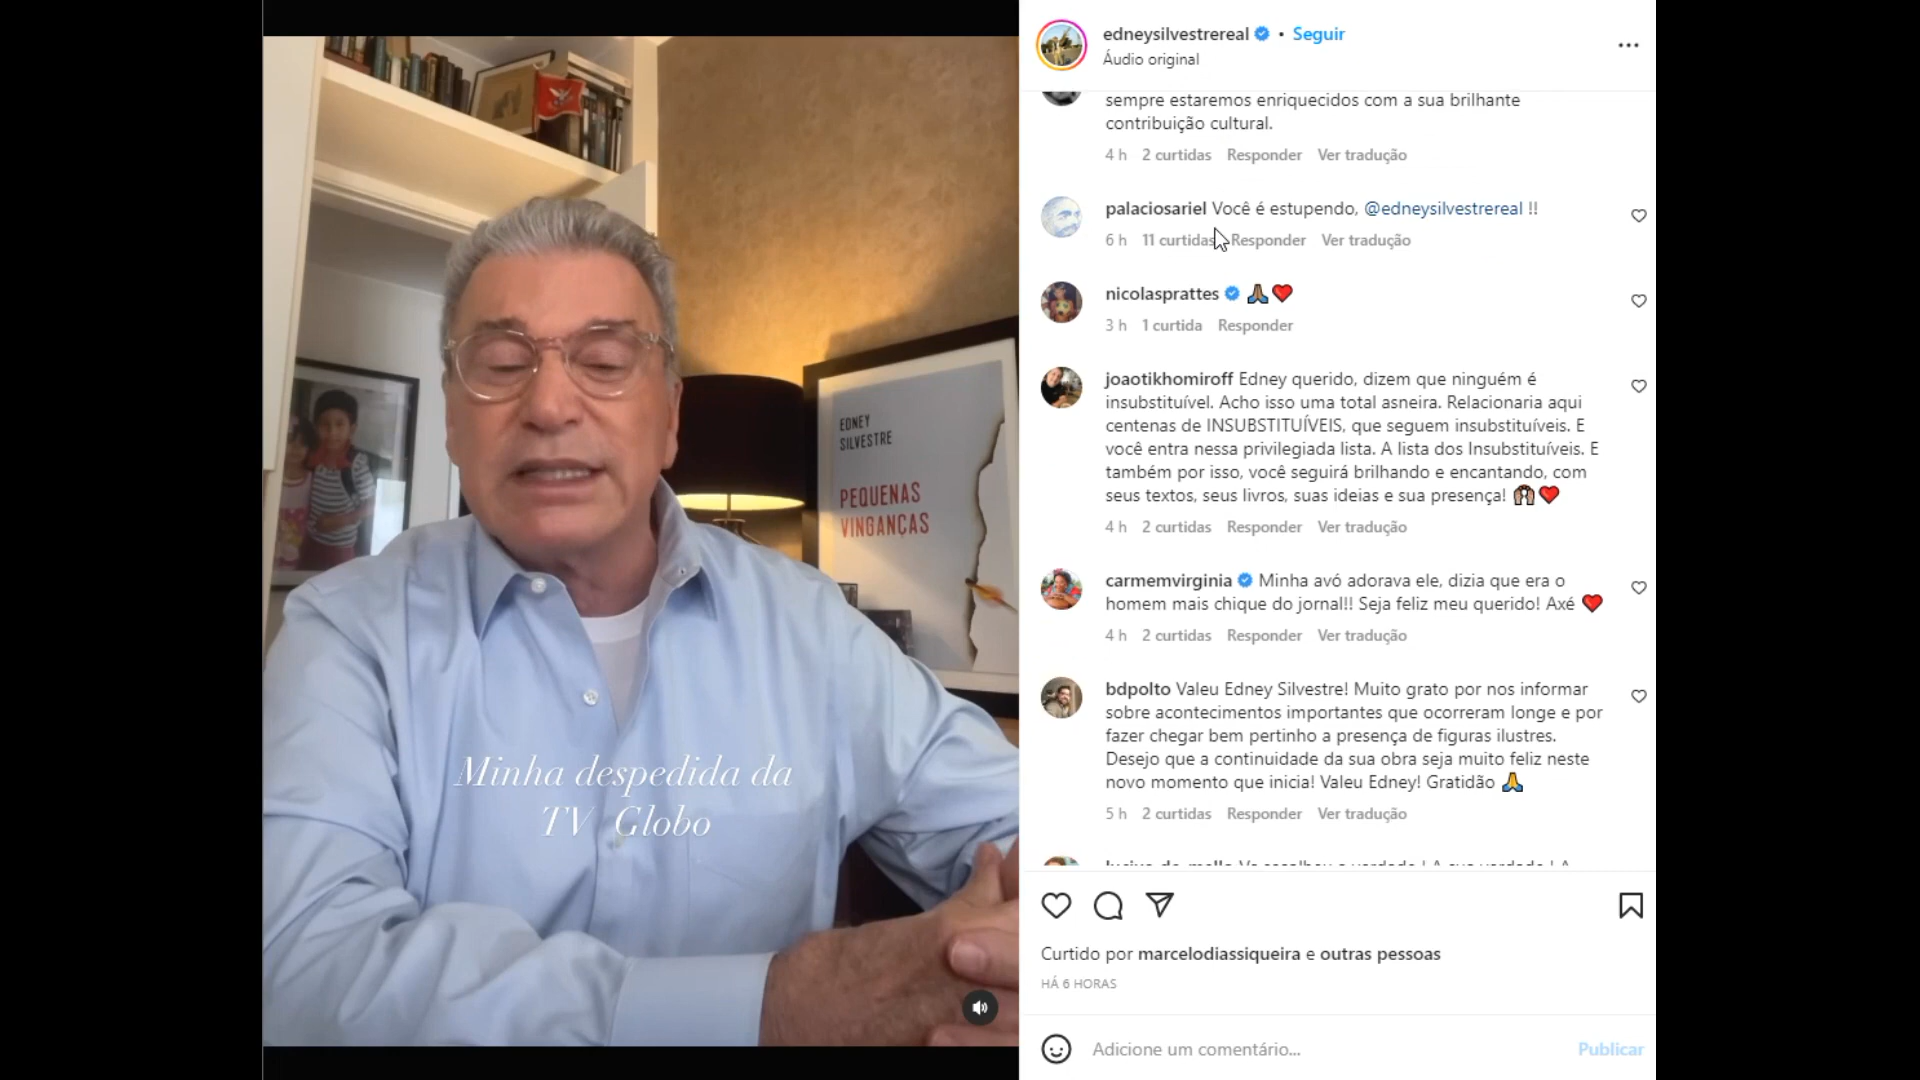 edneysilvestrereal • Seguir
Áudio original
sempre estaremos enriquecidos com a sua brilhante
contribuição cultural.
4 h 2 curtidas Responder Ver tradução
palaciosariel Você é estupendo, @edneysilvestrereal !!
6 h 11 curtidas Responder Ver tradução
nicolasprattes 🙏🏽❤️
3 h 1 curtida Responder
joaotikhomiroff Edney querido, dizem que ninguém é
insubstituível. Acho isso uma total asneira. Relacionaria aqui
centenas de INSUBSTITUÍVEIS, que seguem insubstituíveis. E
você entra nessa privilegiada lista. A lista dos Insubstituíveis. E
também por isso, você seguirá brilhando e encantando, com
seus textos, seus livros, suas ideias e sua presença! 🙌🏼❤️
4 h 2 curtidas Responder Ver tradução
carmemvirginia Minha avó adorava ele, dizia que era o
homem mais chique do jornal!! Seja feliz meu querido! Axé ❤️
4 h 2 curtidas Responder Ver tradução
bdpolto Valeu Edney Silvestre! Muito grato por nos informar
sobre acontecimentos importantes que ocorreram longe e por
fazer chegar bem pertinho a presença de figuras ilustres.
Desejo que a continuidade da sua obra seja muito feliz neste
novo momento que inicia! Valeu Edney! Gratidão 🙏
5 h 2 curtidas Responder Ver tradução
Curtido por marcelodiassiqueira e outras pessoas
HÁ 6 HORAS
Adicione um comentário... Publicar
EDNEY
SILVESTRE
PEQUENAS
VINGANÇAS
Minha despedida da
TV Globo